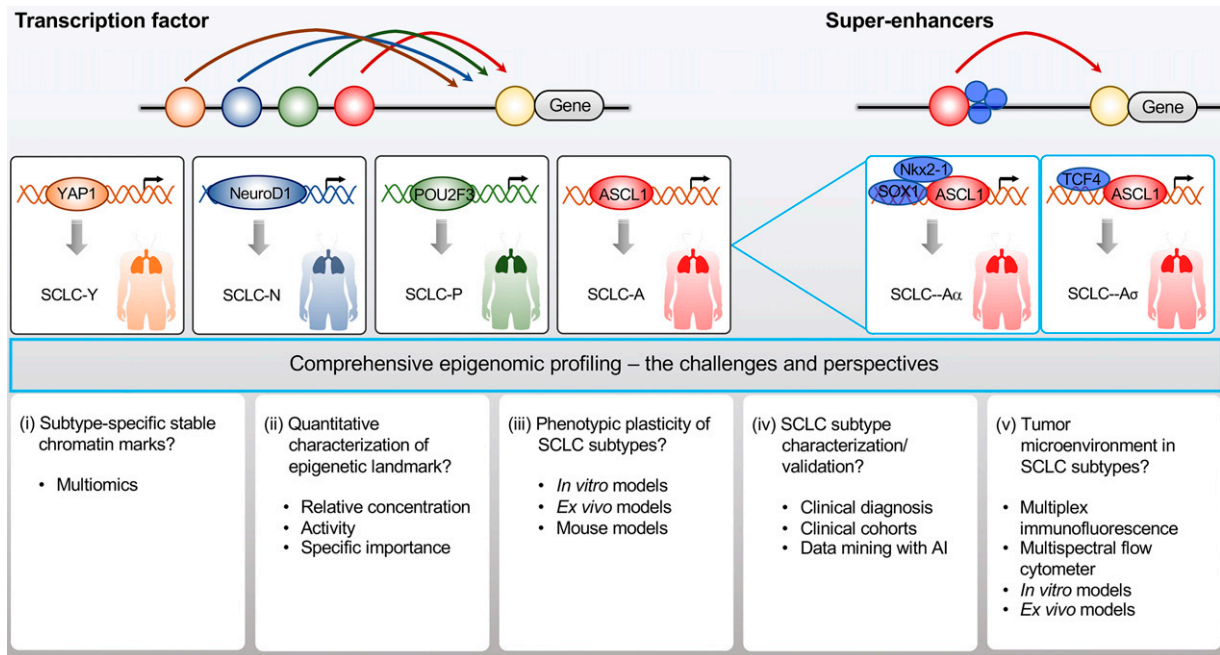 Transcription factor
Super-enhancers
Gene
Gene
YAP1
SCLC-Y
NeuroD1
SCLC-N
POU2F3
SCLC-P
ASCL1
SCLC-A
Nkx2-1
SOX1
ASCL1
SCLC--Aα
TCF4
ASCL1
SCLC--Aσ
Comprehensive epigenomic profiling – the challenges and perspectives
(i) Subtype-specific stable
chromatin marks?
• Multiomics
(ii) Quantitative
characterization of
epigenetic landmark?
• Relative concentration
• Activity
• Specific importance
(iii) Phenotypic plasticity of
SCLC subtypes?
• In vitro models
• Ex vivo models
• Mouse models
(iv) SCLC subtype
characterization/
validation?
• Clinical diagnosis
• Clinical cohorts
• Data mining with AI
(v) Tumor
microenvironment in
SCLC subtypes?
• Multiplex
immunofluorescence
• Multispectral flow
cytometer
• In vitro models
• Ex vivo models